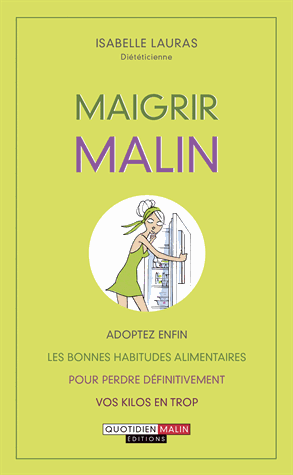 ISABELLE LAURAS
Diététicienne
MAIGRIR
MALIN
ADOPTEZ ENFIN
LES BONNES HABITUDES ALIMENTAIRES
POUR PERDRE DÉFINITIVEMENT
VOS KILOS EN TROP
QUOTIDIEN MALIN
ÉDITIONS